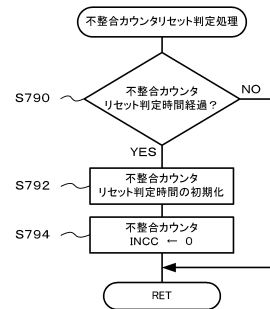 不整合カウンタリセット判定処理
S790
不整合カウンタ
リセット判定時間経過？
NO
YES
S792
不整合カウンタ
リセット判定時間の初期化
S794
不整合カウンタ
INCC ← 0
RET